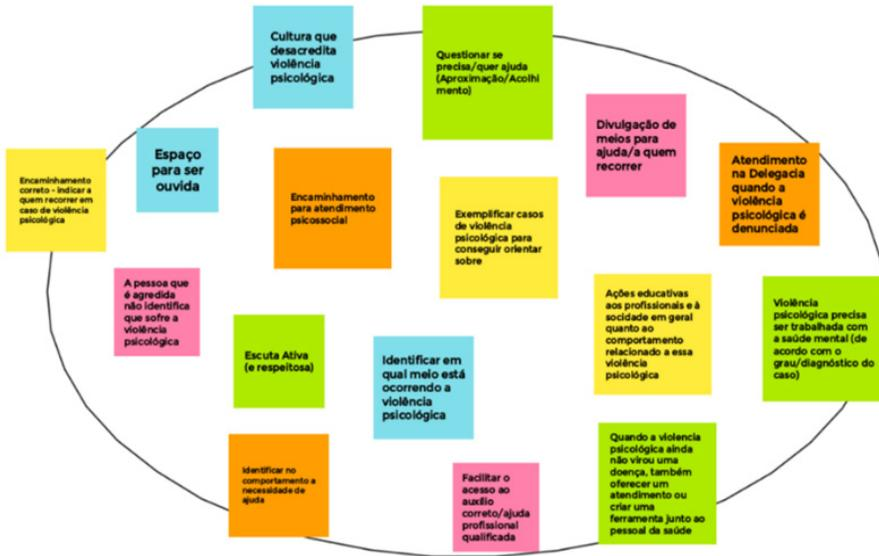 Cultura que
desacredita
violência
psicológica
Questionar se
precisa/quer ajuda
(Aproximação/Acolhi
mento)
Divulgação de
meios para
ajuda/a quem
recorrer
Atendimento
na Delegacia
quando a
violência
psicológica é
denunciada
Espaço
para ser
ouvida
Encaminhamento
correto - indicar a
quem recorrer em
caso de violência
psicológica
Encaminhamento
para atendimento
psicossocial
Exemplificar casos
de violência
psicológica para
conseguir orientar
sobre
A pessoa que
é agredida
não identifica
que sofre a
violência
psicológica
Ações educativas
aos profissionais e à
socidade em geral
quanto ao
comportamento
relacionado a essa
violência
psicológica
Violência
psicológica precisa
ser trabalhada com
a saúde mental (de
acordo com o
grau/diagnóstico do
caso)
Escuta Ativa
(e respeitosa)
Identificar em
qual meio está
ocorrendo a
violência
psicológica
Identificar no
comportamento a
necessidade de
ajuda
Facilitar o
acesso ao
auxílio
correto/ajuda
profissional
qualificada
Quando a violencia
psicológica ainda
não virou uma
doença, também
oferecer um
atendimento ou
criar uma
ferramenta junto ao
pessoal da saúde